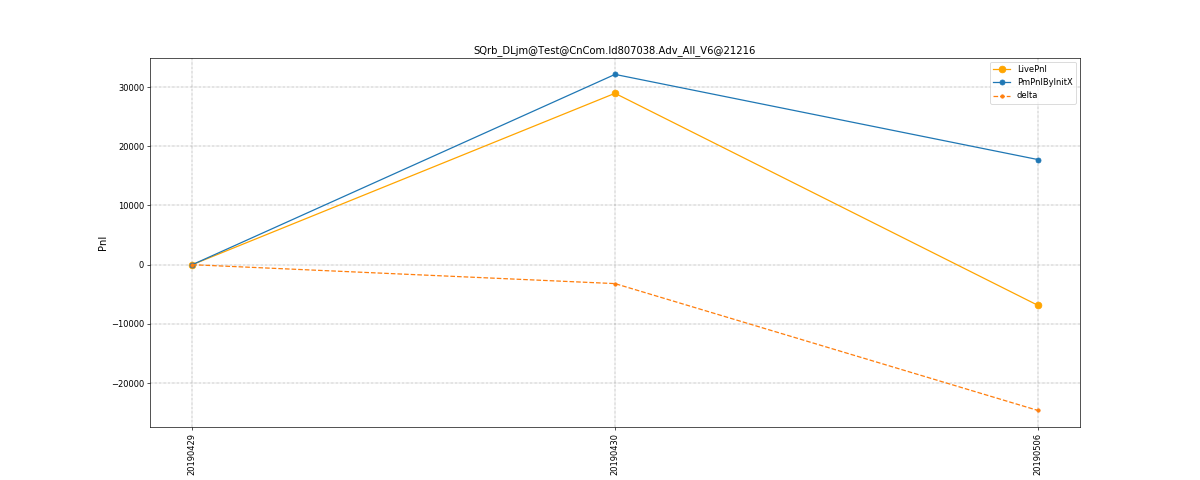 SQrb_DLjm@Test@CnCom.Id807038.Adv_All_V6@21216
LivePnl
PmPnlByInitX
delta
30000
20000
10000
0
−10000
−20000
Pnl
20190429
20190430
20190506